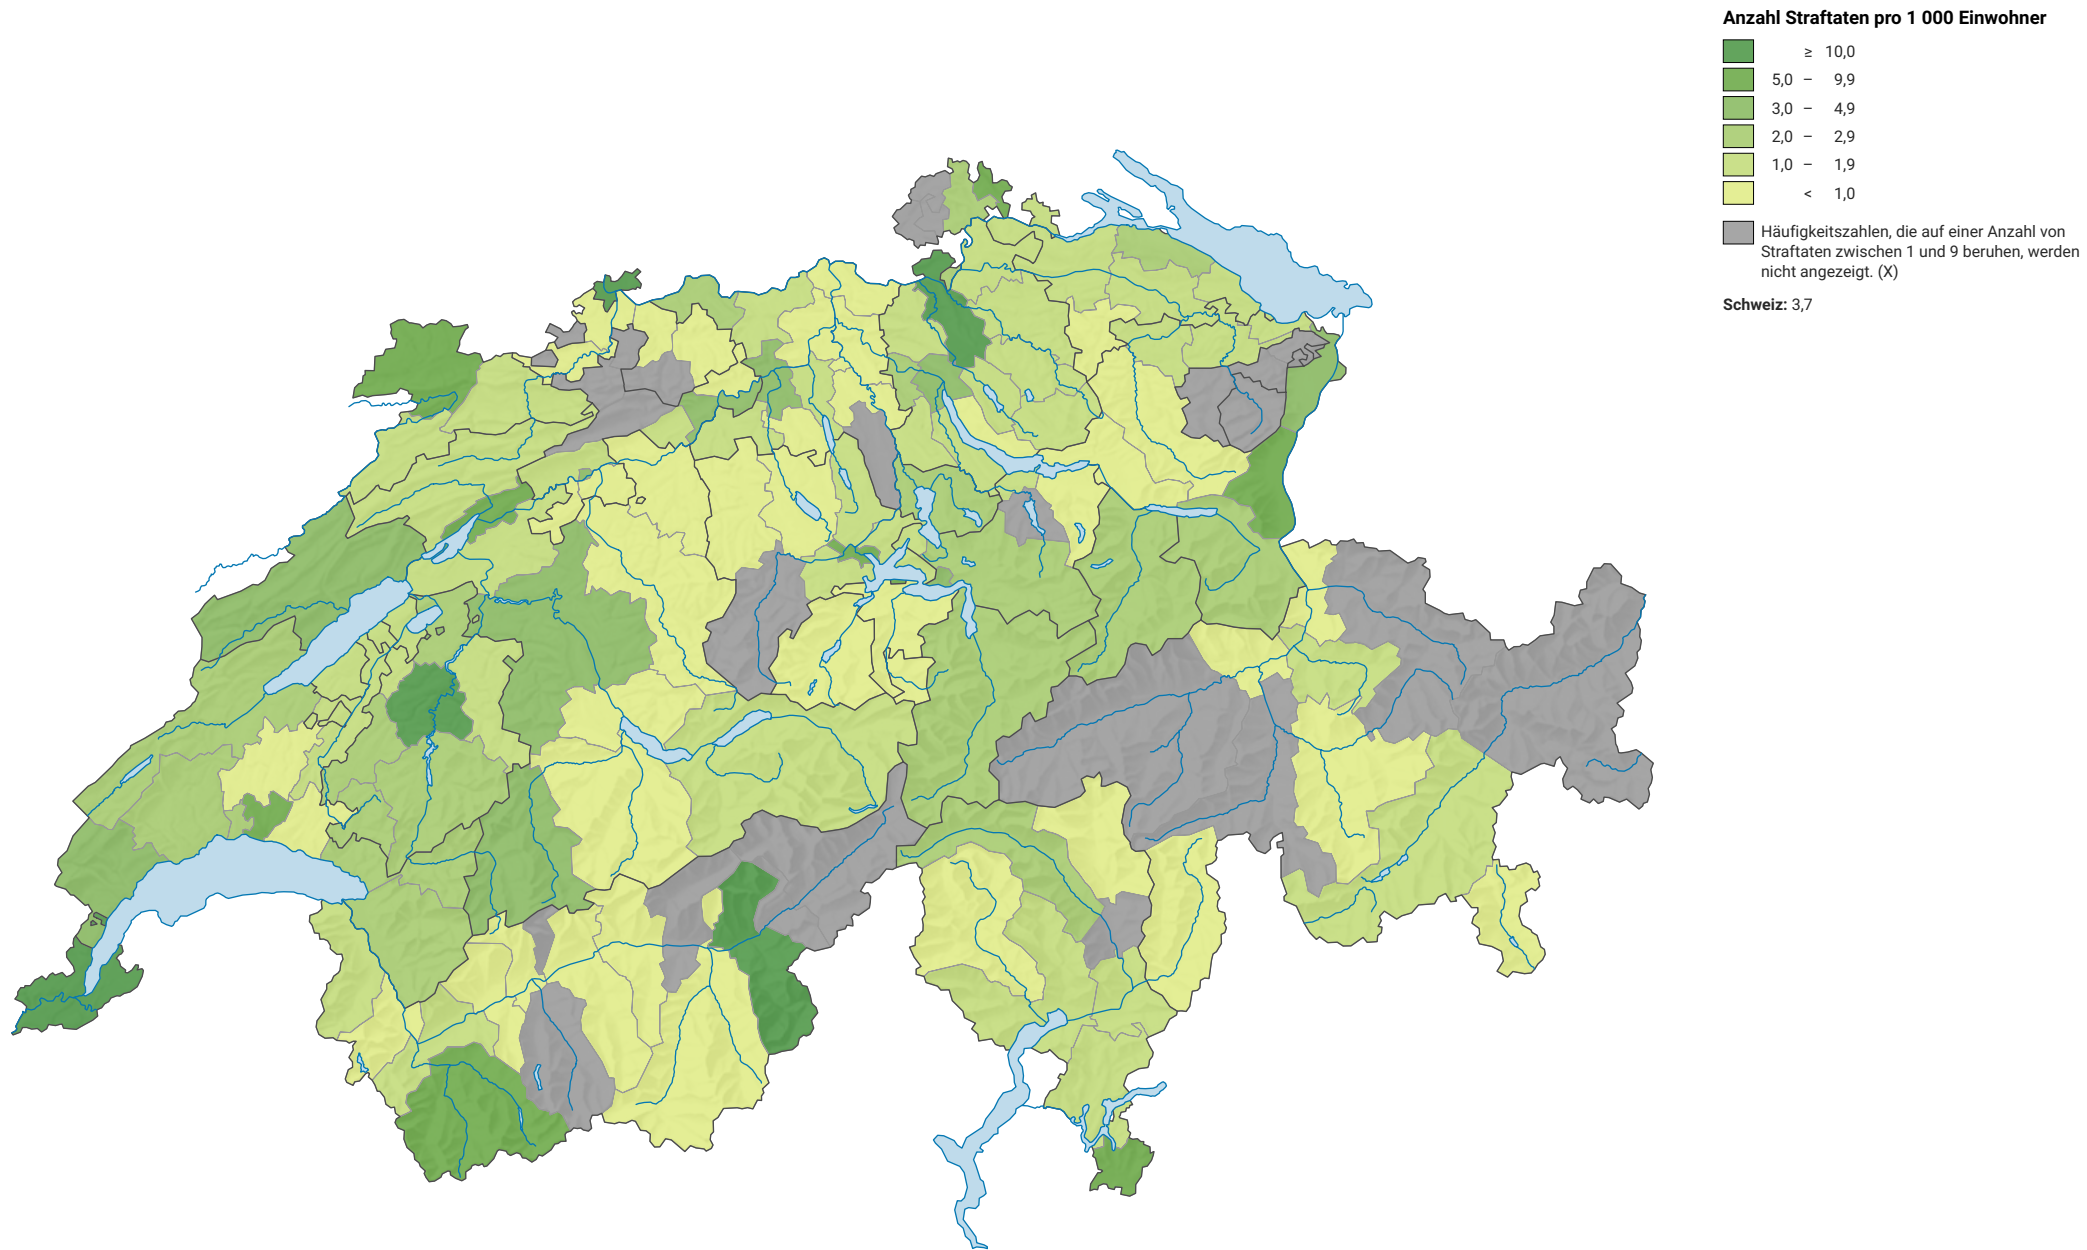 Anzahl Straftaten pro 1 000 Einwohner
≥ 10,0
5,0 – 9,9
3,0 – 4,9
2,0 – 2,9
1,0 – 1,9
< 1,0
Häufigkeitszahlen, die auf einer Anzahl von
Straftaten zwischen 1 und 9 beruhen, werden
nicht angezeigt. (X)
Schweiz: 3,7